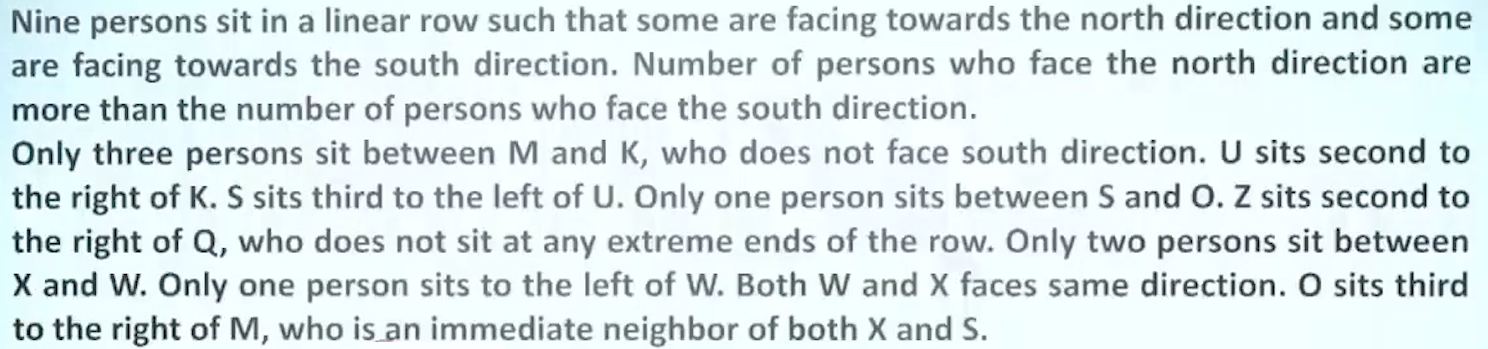 Nine persons sit in a linear row such that some are facing towards the north direction and some
are facing towards the south direction. Number of persons who face the north direction are
more than the number of persons who face the south direction.
Only three persons sit between M and K, who does not face south direction. U sits second to
the right of K. S sits third to the left of U. Only one person sits between S and O. Z sits second to
the right of Q, who does not sit at any extreme ends of the row. Only two persons sit between
X and W. Only one person sits to the left of W. Both W and X faces same direction. O sits third
to the right of M, who is an immediate neighbor of both X and S.